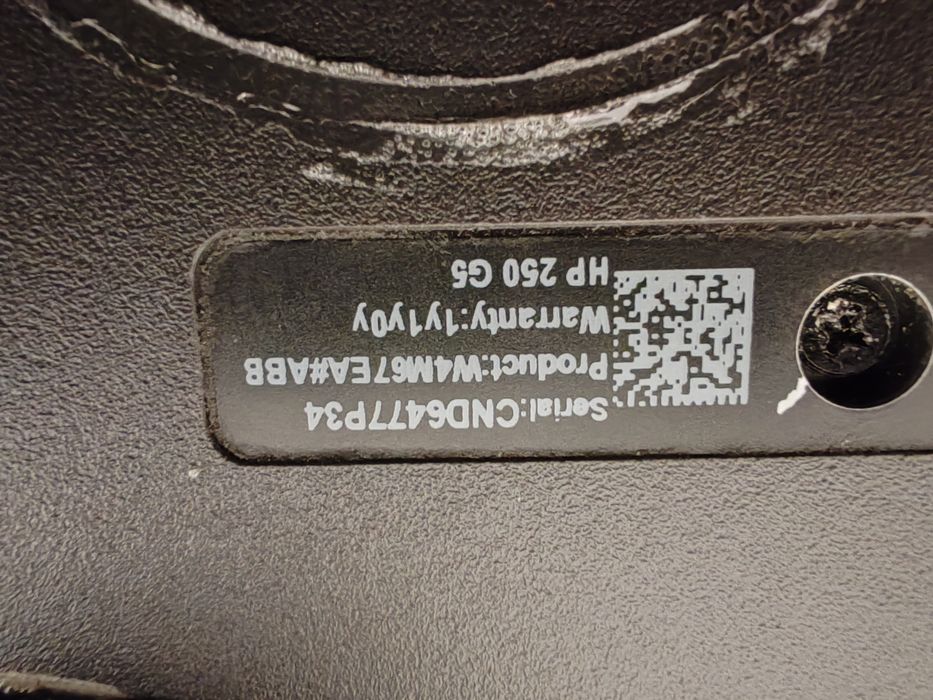 Serial:CND6477P34
Product:W4M67EA#ABB
Warranty:1y1y0y
HP 250 G5